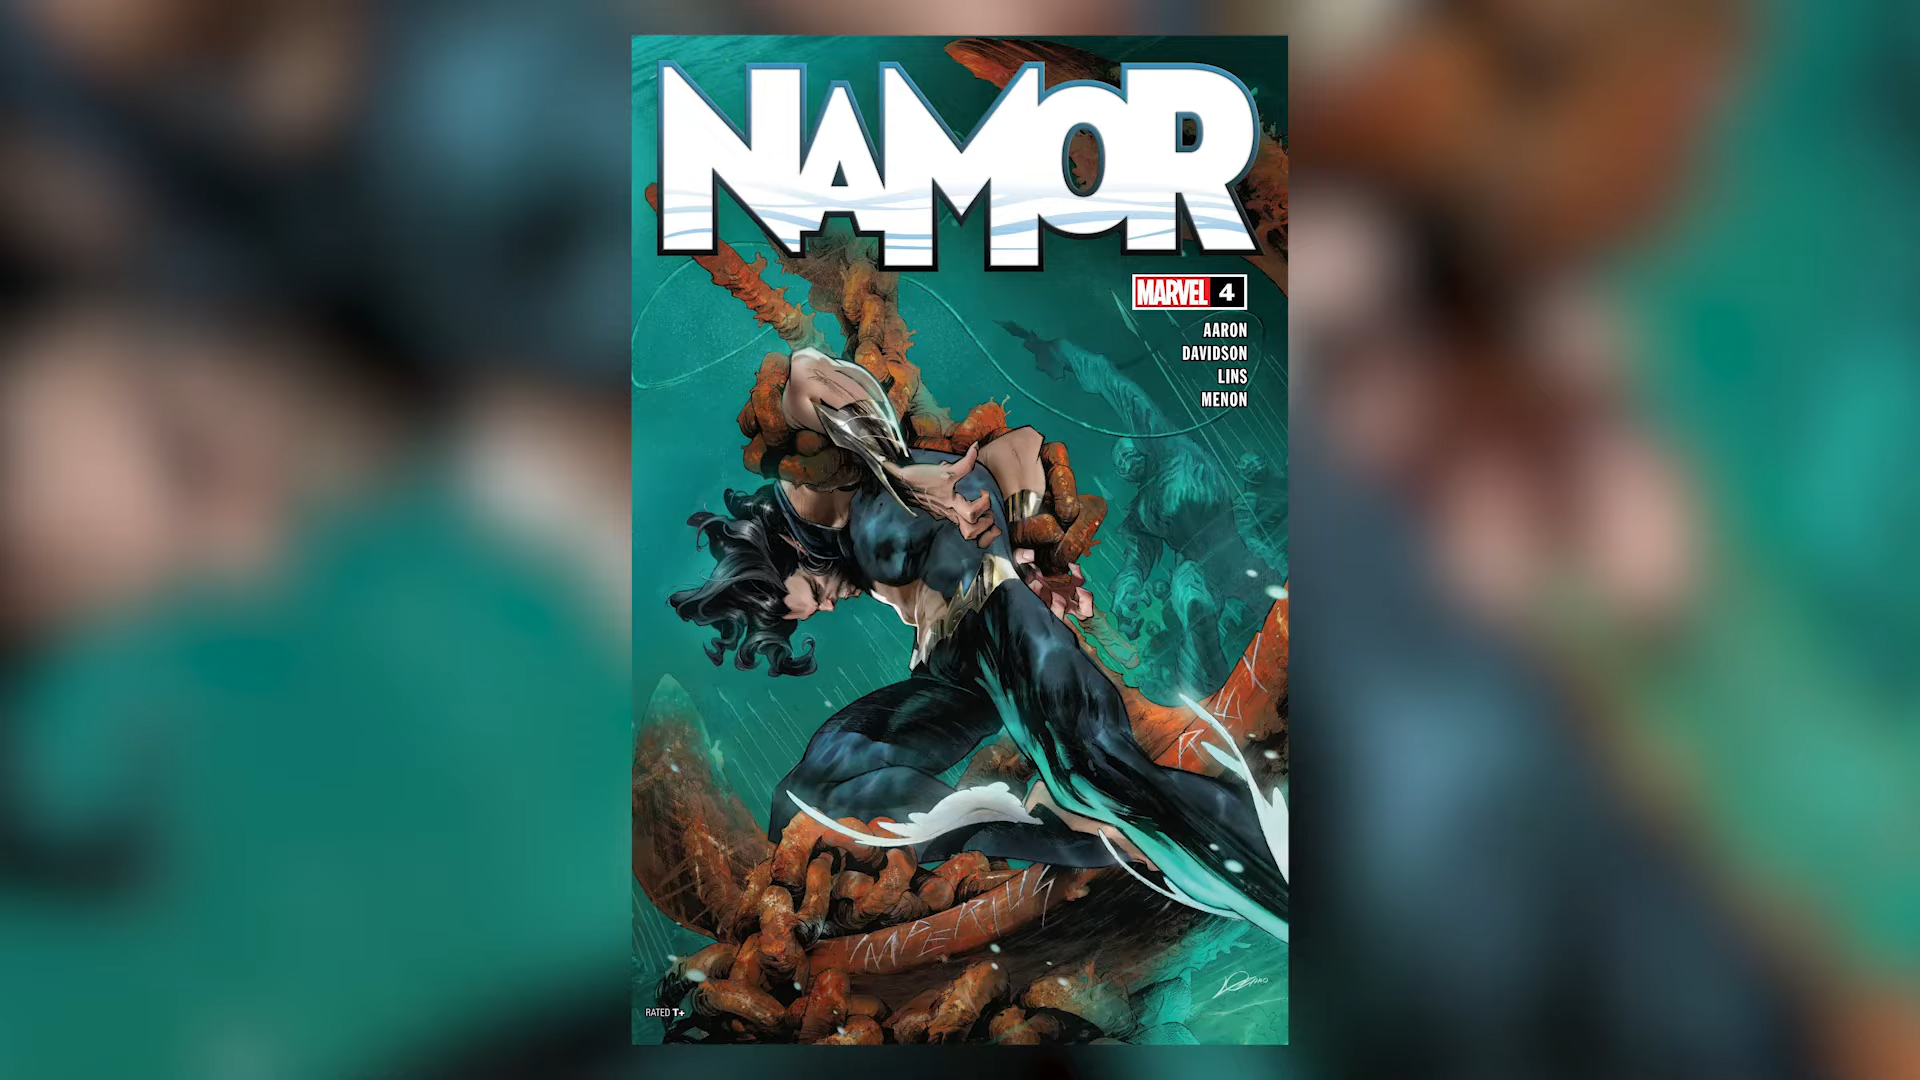 NAMOR
MARVEL 4
AARON
DAVIDSON
LINS
MENON
IMPERIUS
RATED T+